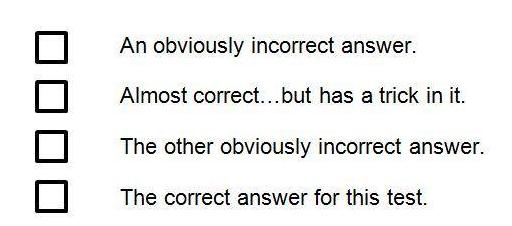 An obviously incorrect answer.
Almost correct...but has a trick in it.
The other obviously incorrect answer.
The correct answer for this test.